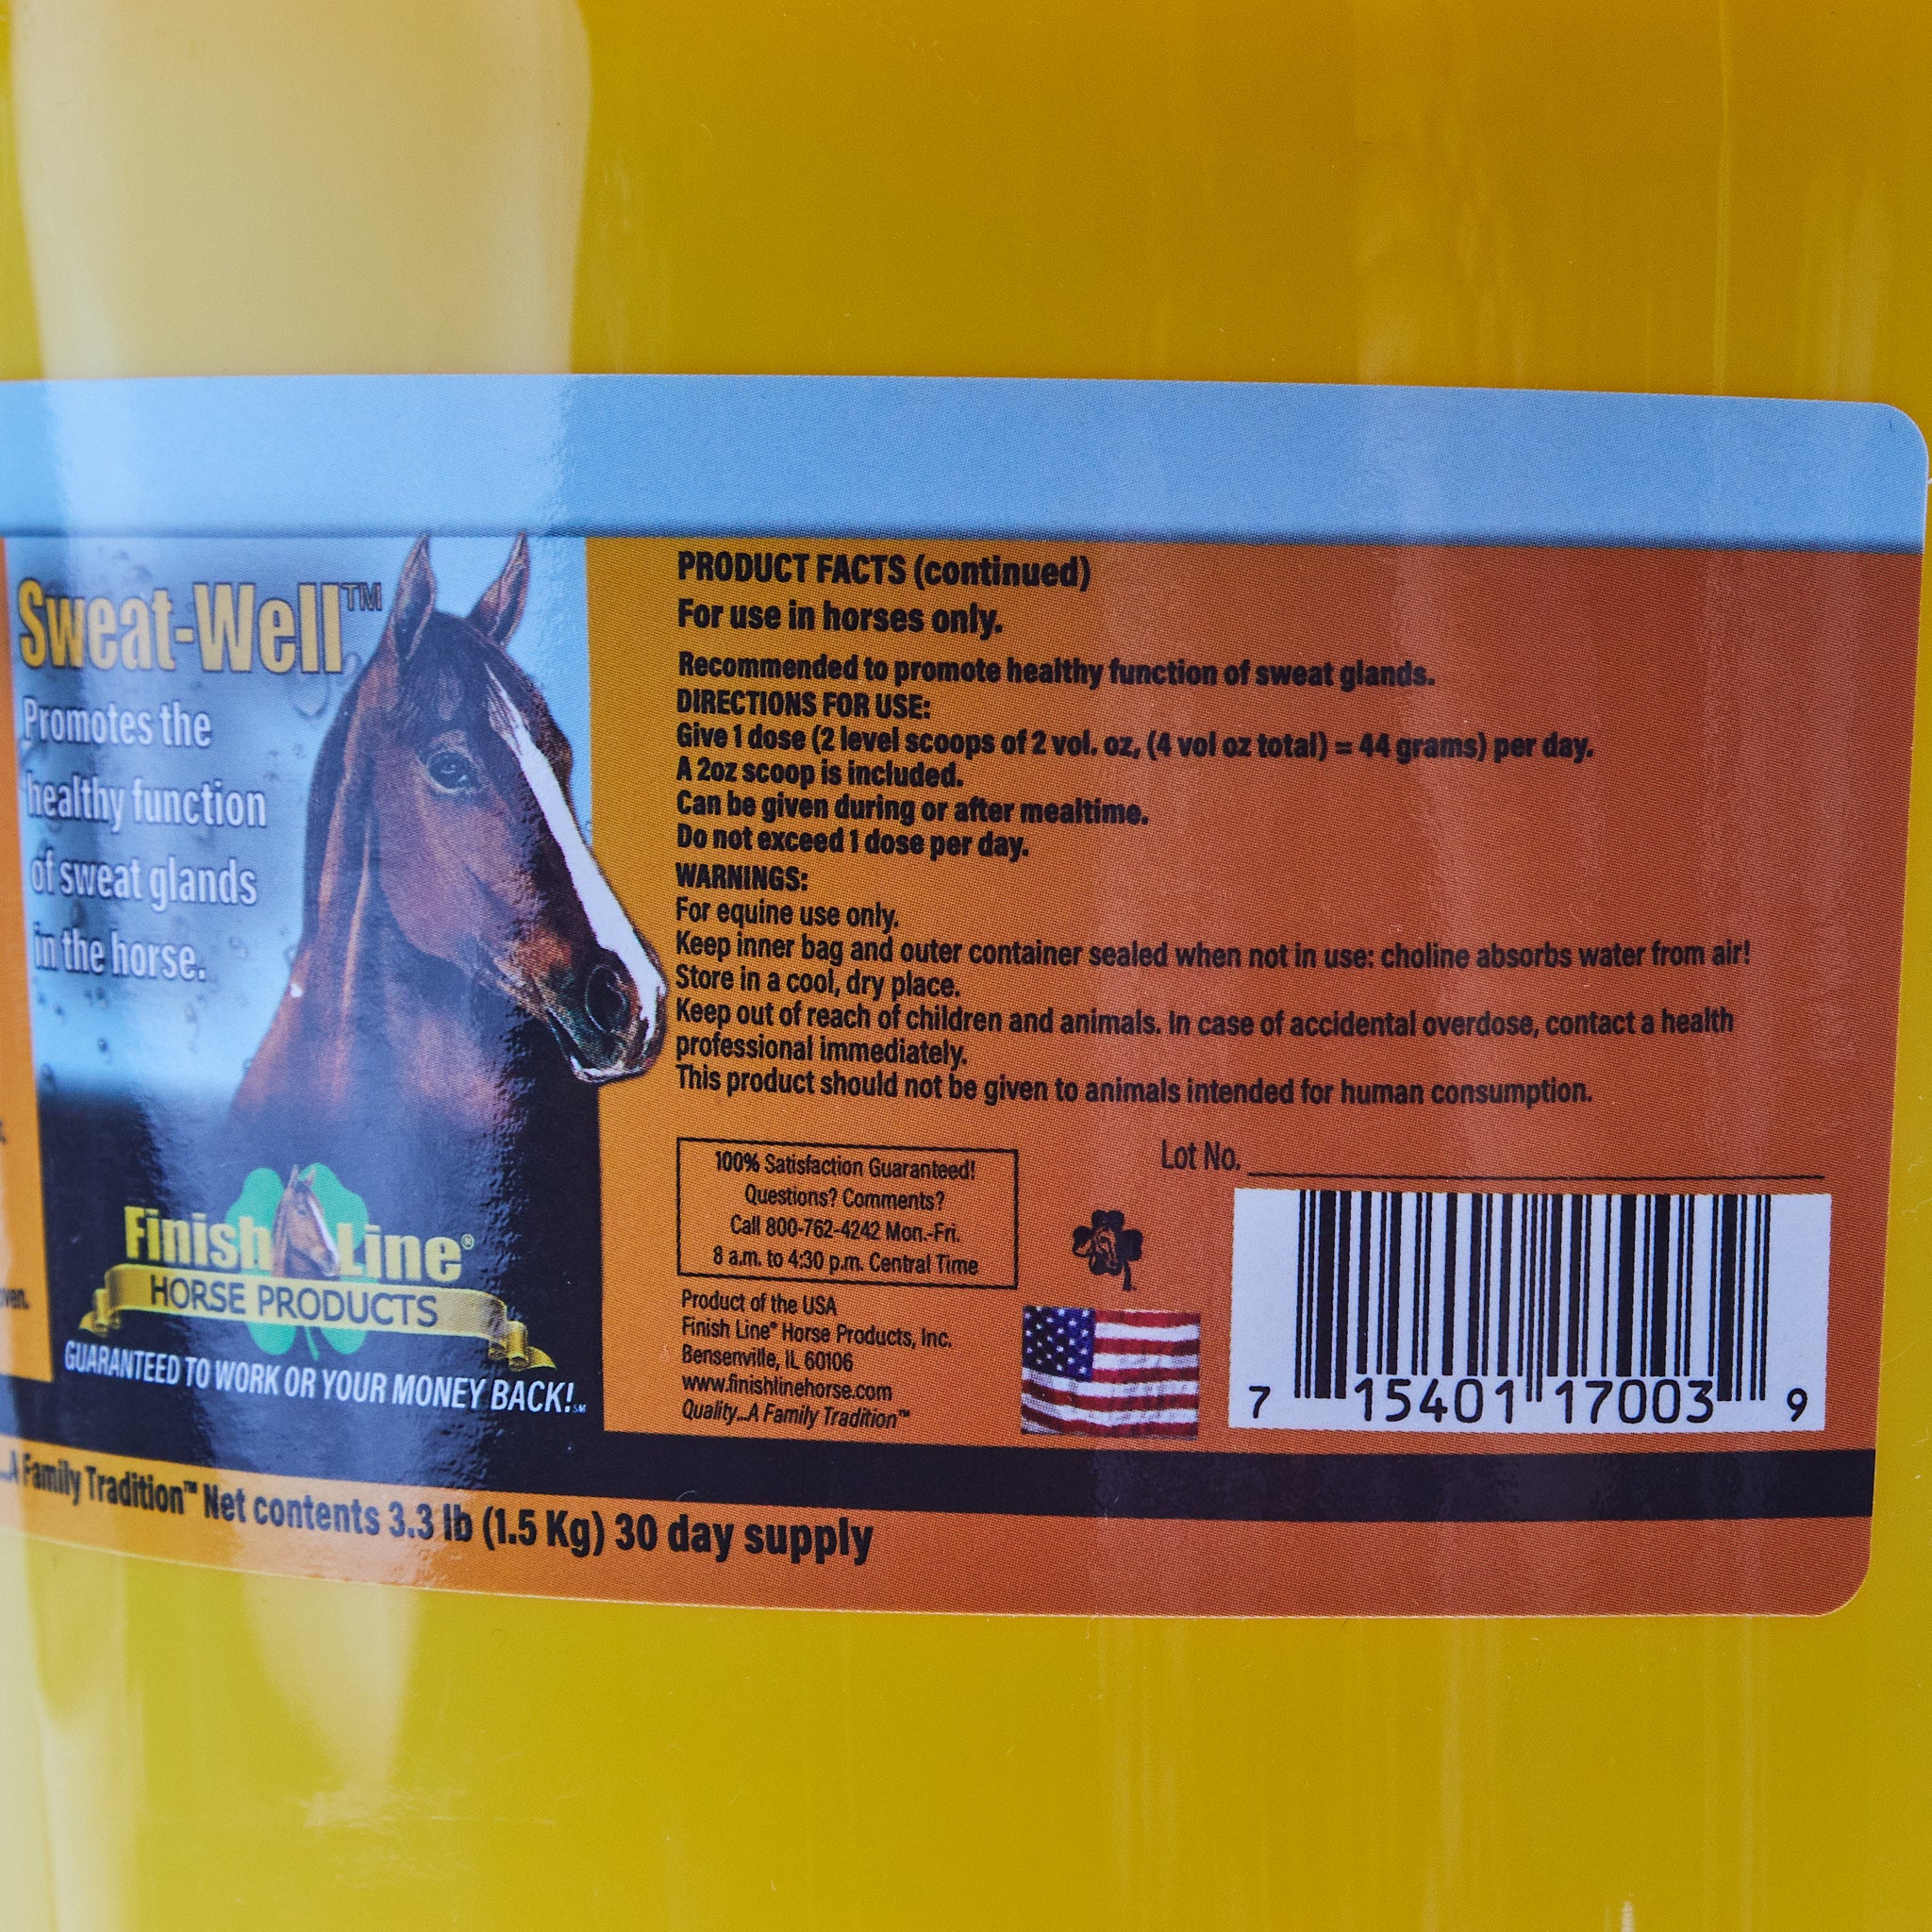 Sweat-Well™
Promotes the
healthy function
of sweat glands
in the horse.
Finish Line®
HORSE PRODUCTS
GUARANTEED TO WORK OR YOUR MONEY BACK!SM
...A Family Tradition™ Net contents 3.3 lb (1.5 Kg) 30 day supply
PRODUCT FACTS (continued)
For use in horses only.
Recommended to promote healthy function of sweat glands.
DIRECTIONS FOR USE:
Give 1 dose (2 level scoops of 2 vol. oz, (4 vol oz total) = 44 grams) per day.
A 2oz scoop is included.
Can be given during or after mealtime.
Do not exceed 1 dose per day.
WARNINGS:
For equine use only.
Keep inner bag and outer container sealed when not in use: choline absorbs water from air!
Store in a cool, dry place.
Keep out of reach of children and animals. In case of accidental overdose, contact a health
professional immediately.
This product should not be given to animals intended for human consumption.
100% Satisfaction Guaranteed!
Questions? Comments?
Call 800-762-4242 Mon.-Fri.
8 a.m. to 4:30 p.m. Central Time
Product of the USA
Finish Line® Horse Products, Inc.
Bensenville, IL 60106
www.finishlinehorse.com
Quality...A Family Tradition™
Lot No.
7 15401 17003 9